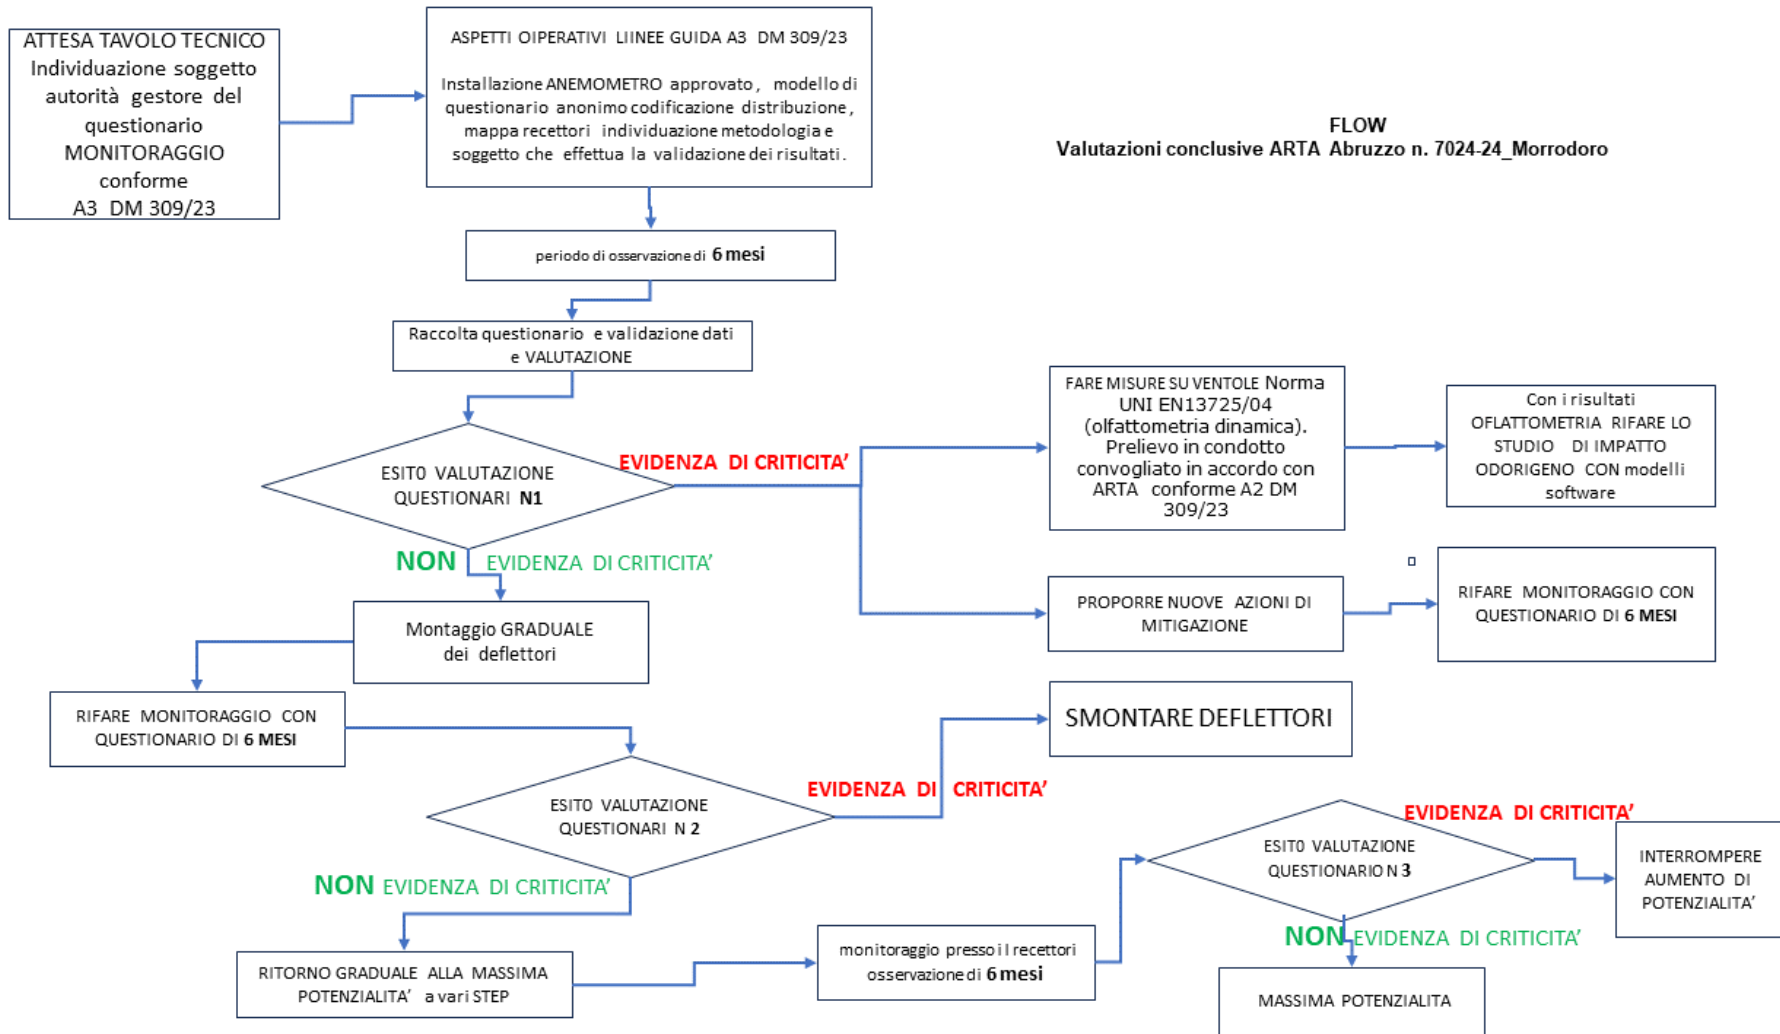 ATTESA TAVOLO TECNICO
Individuazione soggetto
autorità gestore del
questionario
MONITORAGGIO
conforme
A3 DM 309/23
ASPETTI OIPERATIVI LIINEE GUIDA A3 DM 309/23
Installazione ANEMOMETRO approvato , modello di
questionario anonimo codificazione distribuzione ,
mappa recettori individuazione metodologia e
soggetto che effettua la validazione dei risultati .
FLOW
Valutazioni conclusive ARTA Abruzzo n. 7024-24_Morrodoro
periodo di osservazione di 6 mesi
Raccolta questionario e validazione dati
e VALUTAZIONE
ESIT0 VALUTAZIONE
QUESTIONARI N1
EVIDENZA DI CRITICITA’
FARE MISURE SU VENTOLE Norma
UNI EN13725/04
(olfattometria dinamica).
Prelievo in condotto
convogliato in accordo con
ARTA conforme A2 DM
309/23
Con i risultati
OFLATTOMETRIA RIFARE LO
STUDIO DI IMPATTO
ODORIGENO CON modelli
software
NON EVIDENZA DI CRITICITA’
PROPORRE NUOVE AZIONI DI
MITIGAZIONE
RIFARE MONITORAGGIO CON
QUESTIONARIO DI 6 MESI
Montaggio GRADUALE
dei deflettori
RIFARE MONITORAGGIO CON
QUESTIONARIO DI 6 MESI
SMONTARE DEFLETTORI
ESIT0 VALUTAZIONE
QUESTIONARI N 2
EVIDENZA DI CRITICITA’
NON EVIDENZA DI CRITICITA’
RITORNO GRADUALE ALLA MASSIMA
POTENZIALITA’ a vari STEP
monitoraggio presso i l recettori
osservazione di 6 mesi
ESIT0 VALUTAZIONE
QUESTIONARIO N 3
EVIDENZA DI CRITICITA’
INTERROMPERE
AUMENTO DI
POTENZIALITA’
NON EVIDENZA DI CRITICITA’
MASSIMA POTENZIALITA